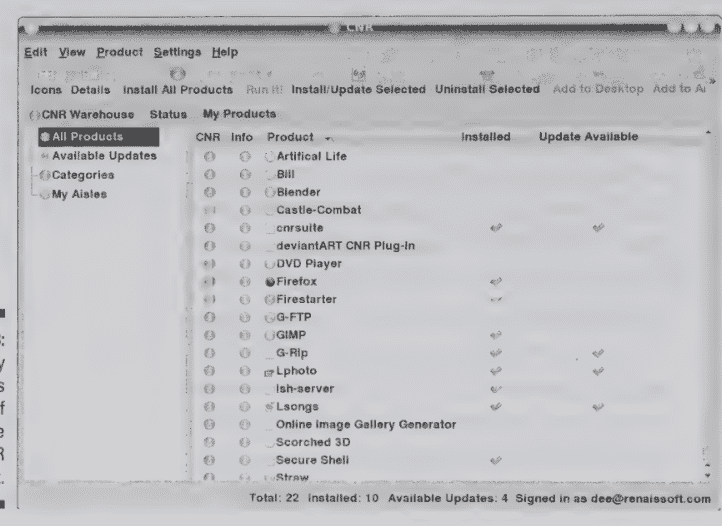 CNR
Edit View Product Settings Help
Icons Details Install All Products Run It! Install/Update Selected Uninstall Selected Add to Desktop Add to Ai »
CNR Warehouse Status My Products
All Products
Available Updates
Categories
My Aisles
CNR Info Product Installed Update Available
Artifical Life
Bill
Blender
Castle-Combat
cnrsuite
deviantART CNR Plug-In
DVD Player
Firefox
Firestarter
G-FTP
GIMP
G-Rip
Lphoto
lsh-server
Lsongs
Online Image Gallery Generator
Scorched 3D
Secure Shell
Straw
Total: 22 Installed: 10 Available Updates: 4 Signed in as dee@renaissoft.com